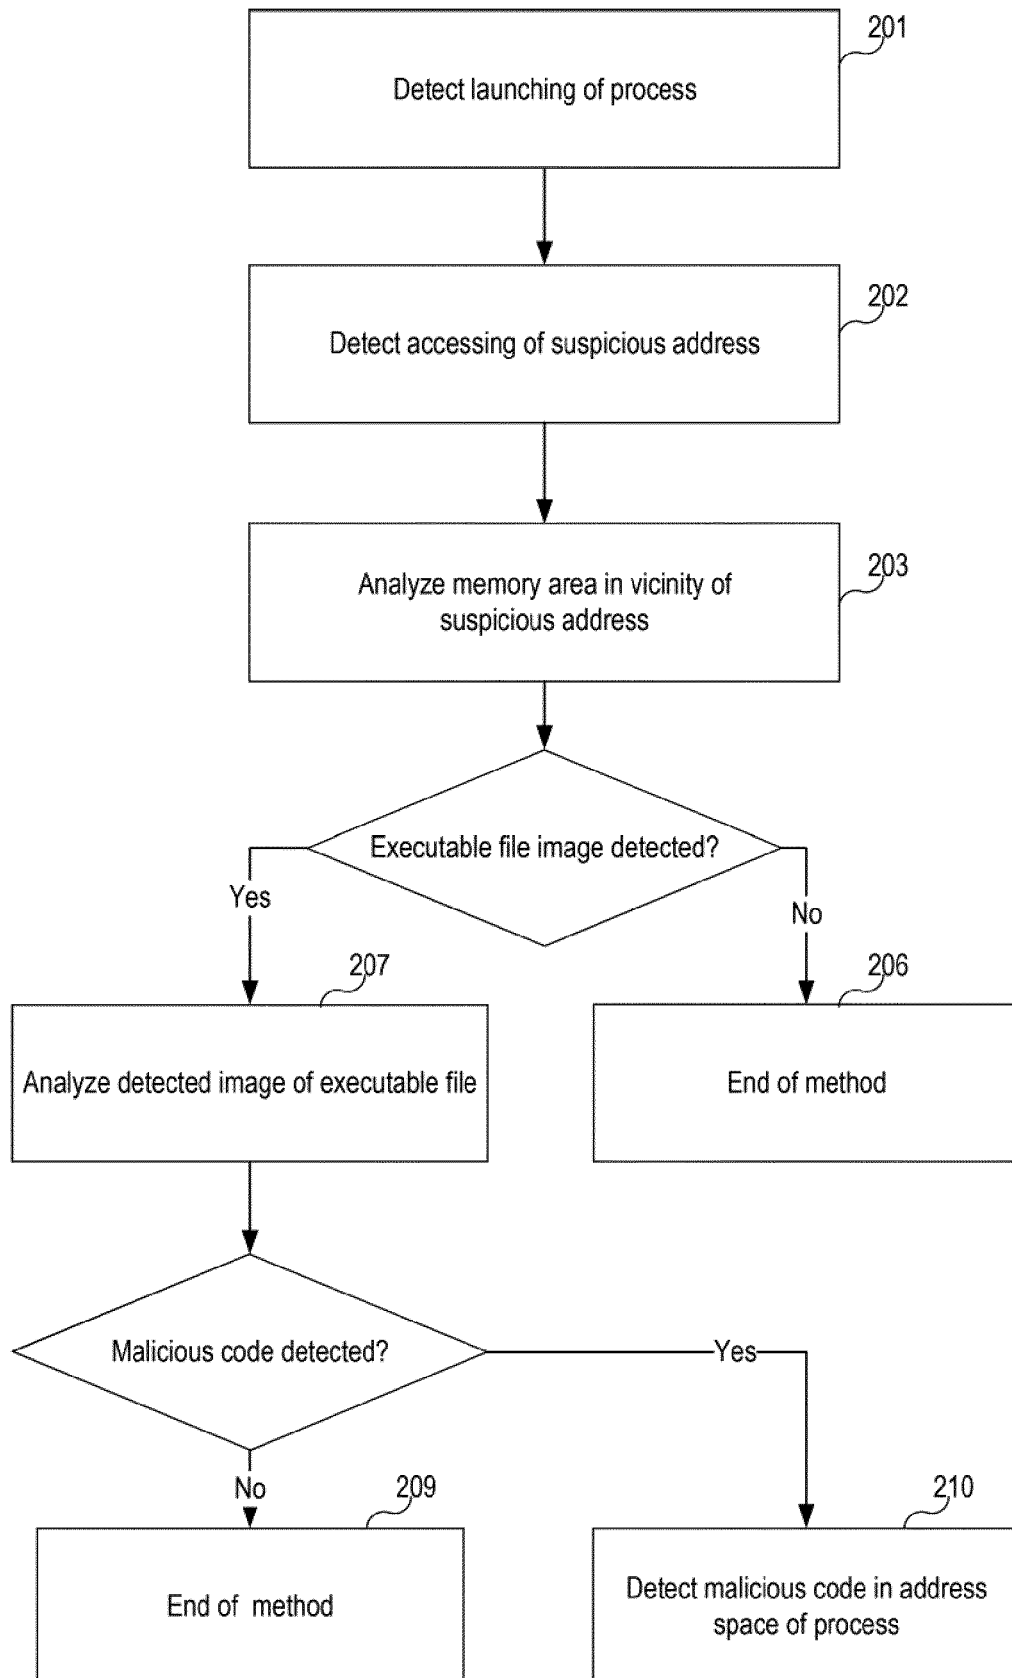 201
Detect launching of process
202
Detect accessing of suspicious address
203
Analyze memory area in vicinity of
suspicious address
Executable file image detected?
Yes
No
207
206
Analyze detected image of executable file
End of method
Malicious code detected?
Yes
No
209
210
End of method
Detect malicious code in address
space of process